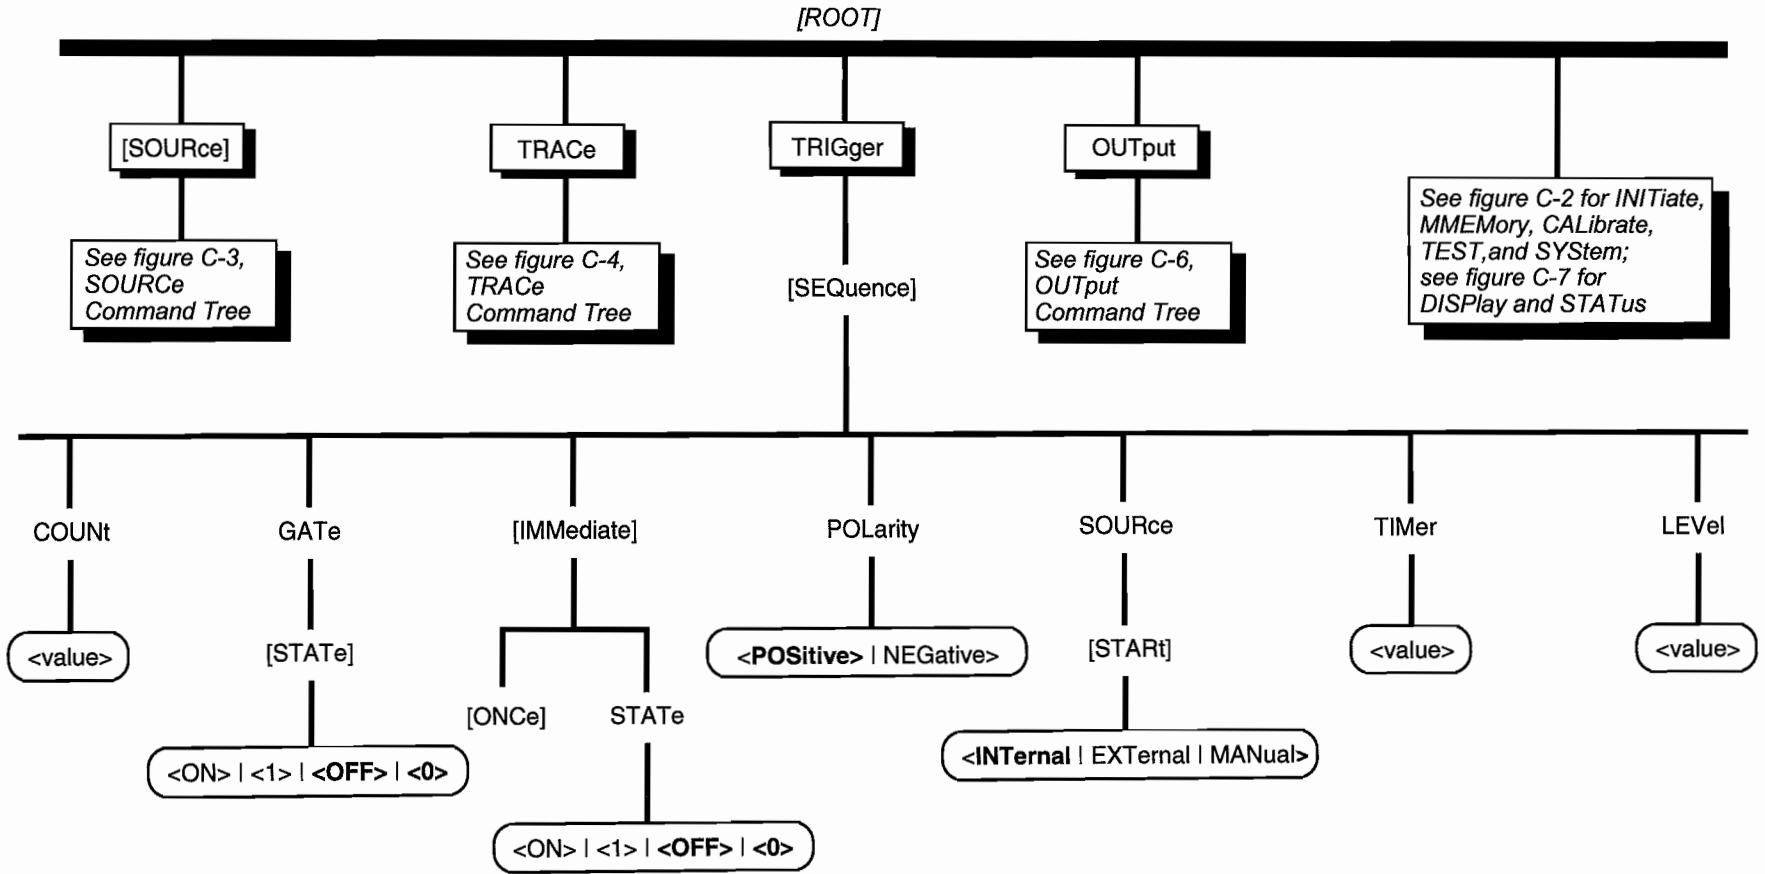 [ROOT]
[SOURce]
TRACe
TRIGger
OUTput
See figure C-3,
SOURCe
Command Tree
See figure C-4,
TRACe
Command Tree
[SEQuence]
See figure C-6,
OUTput
Command Tree
See figure C-2 for INITiate,
MMEMory, CALibrate,
TEST,and SYStem;
see figure C-7 for
DISPlay and STATus
COUNt
GATe
[IMMediate]
POLarity
SOURce
TIMer
LEVel
<value>
[STATe]
<POSitive> | NEGative>
[STARt]
<value>
<value>
[ONCe]
STATe
<ON> | <1> | <OFF> | <0>
<INTernal | EXTernal | MANual>
<ON> | <1> | <OFF> | <0>